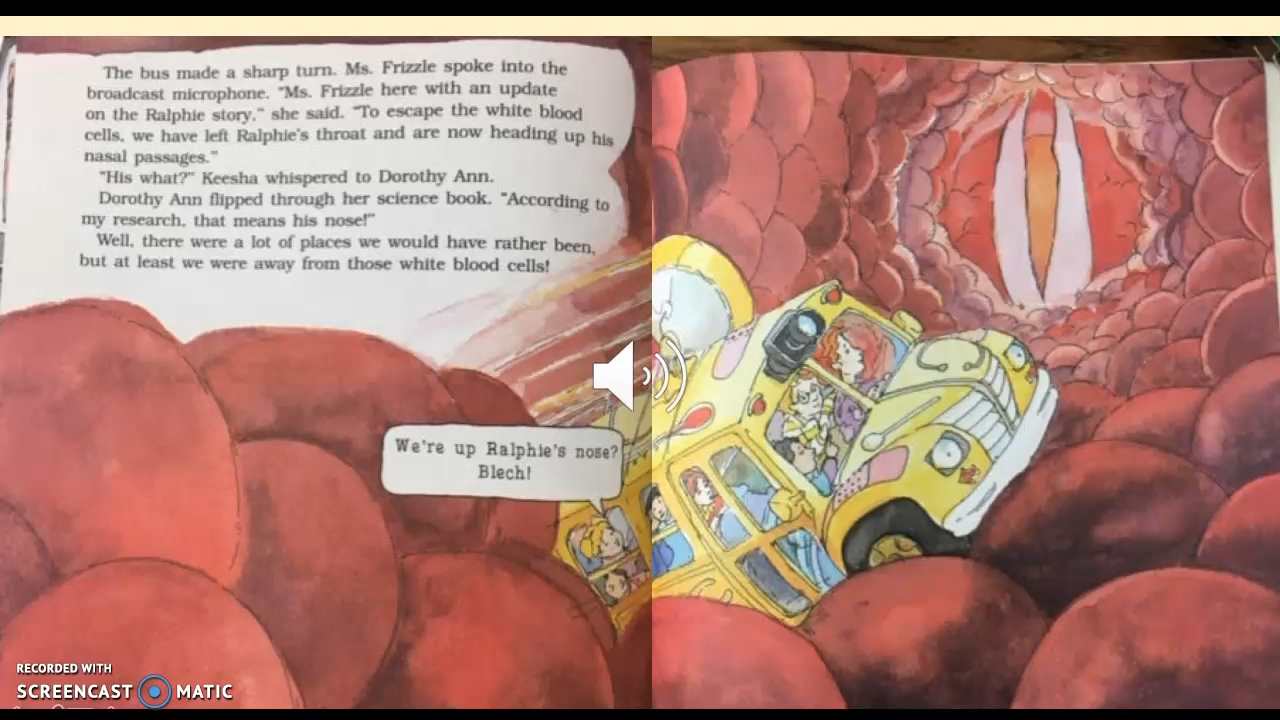 The bus made a sharp turn. Ms. Frizzle spoke into the
broadcast microphone. "Ms. Frizzle here with an update
on the Ralphie story," she said. "To escape the white blood
cells, we have left Ralphie's throat and are now heading up his
nasal passages."
"His what?" Keesha whispered to Dorothy Ann.
Dorothy Ann flipped through her science book. "According to
my research, that means his nose!"
Well, there were a lot of places we would have rather been,
but at least we were away from those white blood cells!
We're up Ralphie's nose?
Blech!
RECORDED WITH
SCREENCAST MATIC